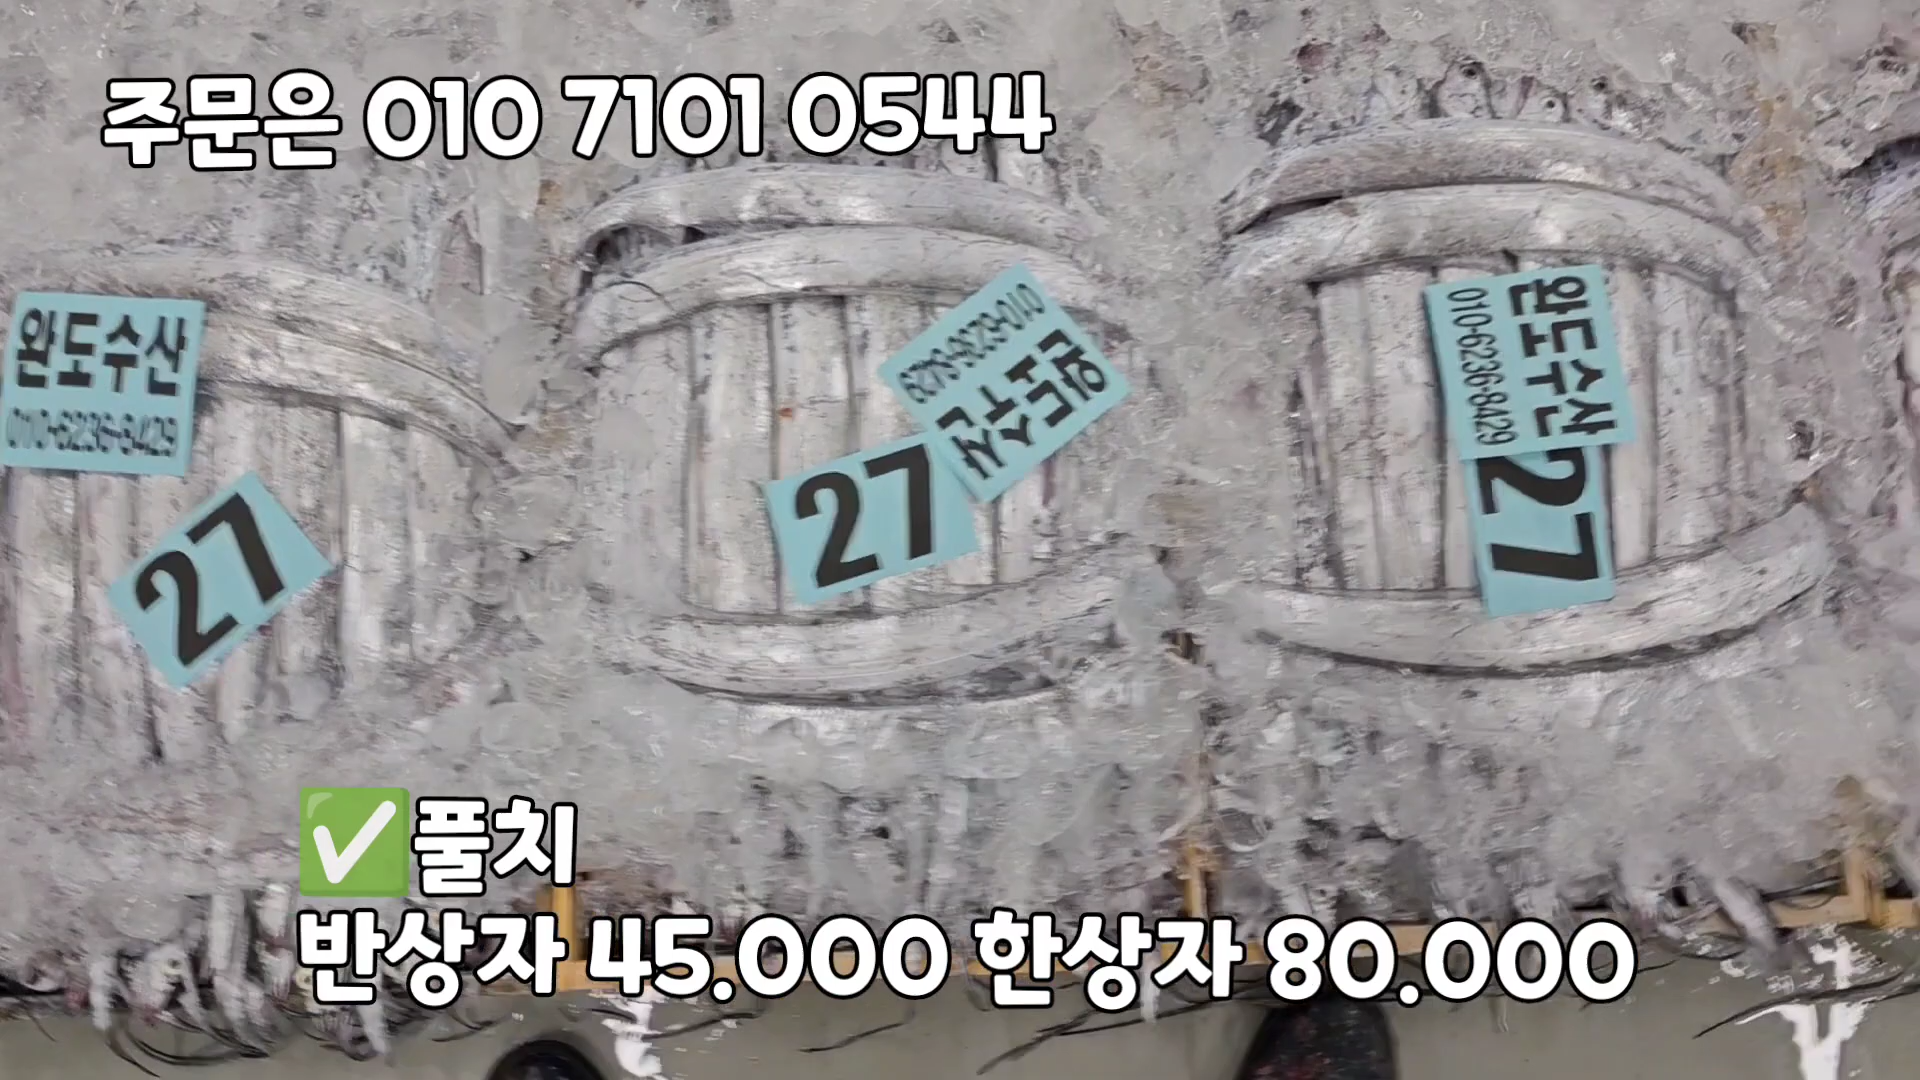 주문은 010 7101 0544
완도수산
010-6236-8429
27
완도수산
010-6236-8429
27
완도수산
010-6236-8429
27
✅풀치
반상자 45.000 한상자 80.000